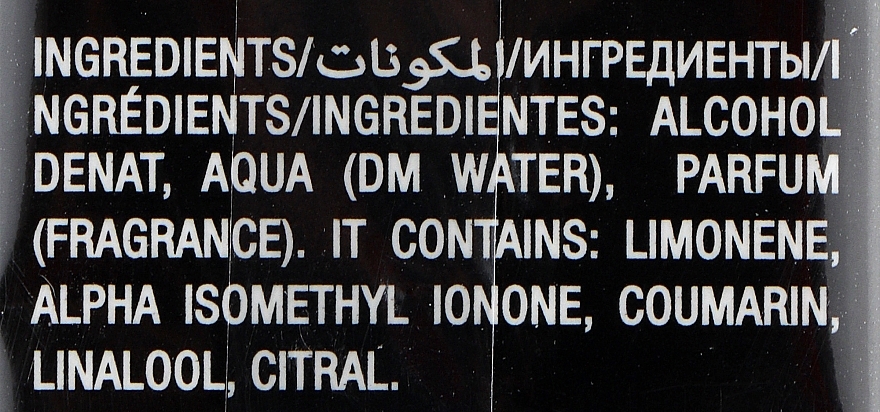 INGREDIENTS/المكونات/ИНГРЕДИЕНТЫ/I
NGRÉDIENTS/INGREDIENTES: ALCOHOL
DENAT, AQUA (DM WATER), PARFUM
(FRAGRANCE). IT CONTAINS: LIMONENE,
ALPHA ISOMETHYL IONONE, COUMARIN,
LINALOOL, CITRAL.